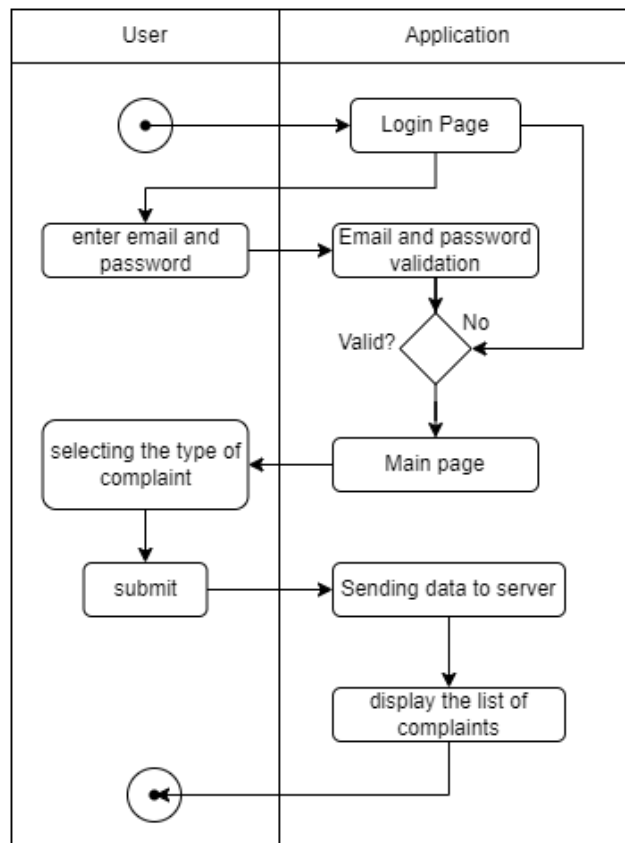 User
Application
Login Page
enter email and
password
Email and password
validation
Valid?
No
selecting the type of
complaint
Main page
submit
Sending data to server
display the list of
complaints